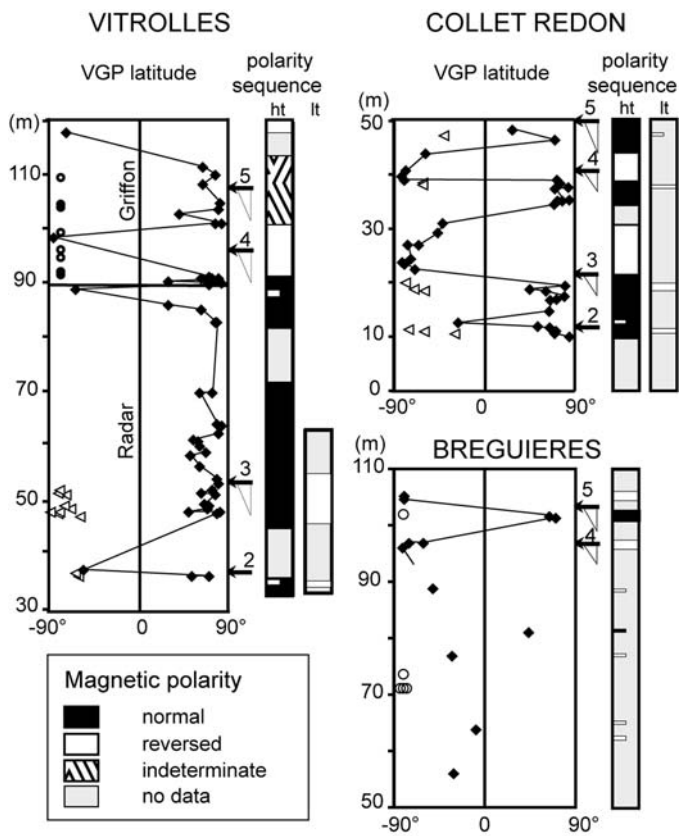 VITROLLES
VGP latitude
polarity
sequence
ht
lt
(m)
110
90
70
50
30
Griffon
Radar
5
4
3
2
-90°
0
90°
COLLET REDON
VGP latitude
polarity
sequence
ht
lt
(m)
50
30
10
0
5
4
3
2
-90°
0
90°
BREGUIERES
(m)
110
90
70
50
5
4
-90°
0
90°
Magnetic polarity
normal
reversed
indeterminate
no data